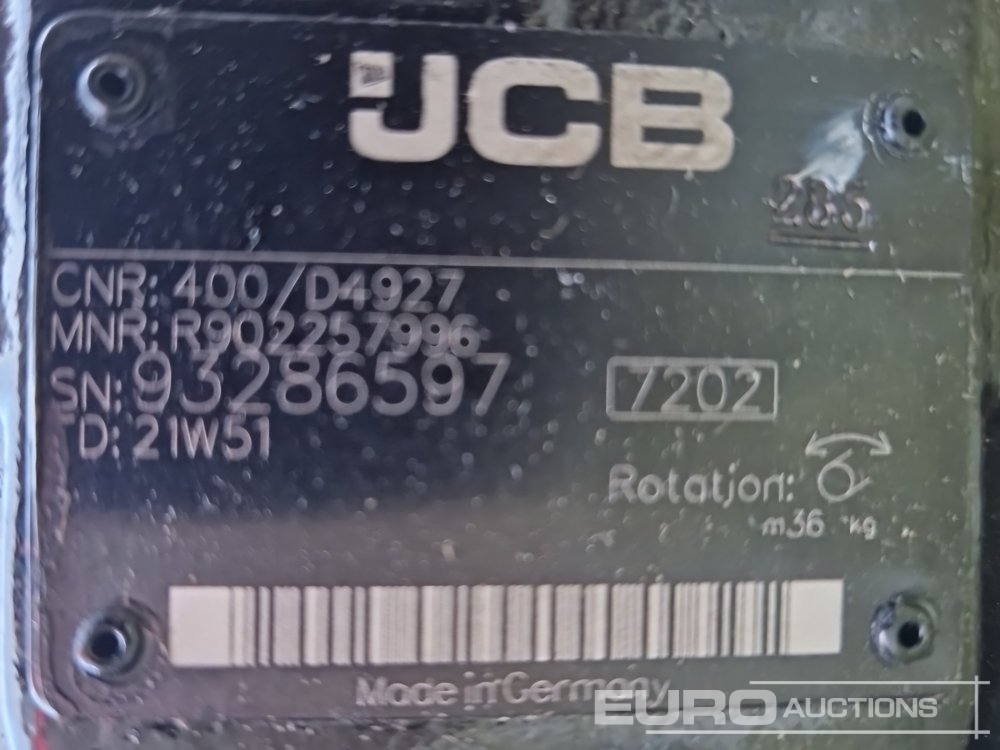 JCB
285
CNR: 400/D4927
MNR: R902257996
SN: 93286597
7202
D: 21W51
Rotation:
m36 kg
Made in Germany
EURO AUCTIONS